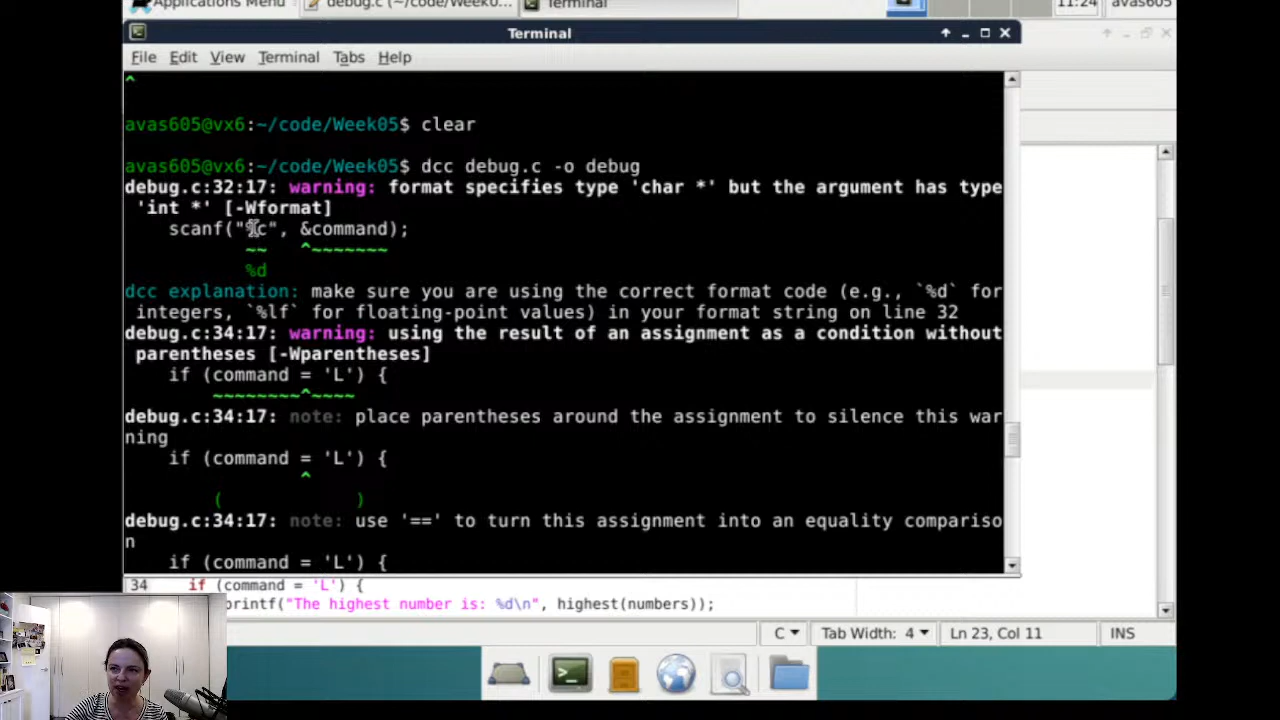 Applications Menu debug.c (~/code/Week0... Terminal 11:24 avas605
Terminal
File Edit View Terminal Tabs Help
^
avas605@vx6:~/code/Week05$ clear
avas605@vx6:~/code/Week05$ dcc debug.c -o debug
debug.c:32:17: warning: format specifies type 'char *' but the argument has type
'int *' [-Wformat]
scanf("%c", &command);
~~ ^~~~~~~~
%d
dcc explanation: make sure you are using the correct format code (e.g., `%d` for
integers, `%lf` for floating-point values) in your format string on line 32
debug.c:34:17: warning: using the result of an assignment as a condition without
parentheses [-Wparentheses]
if (command = 'L') {
~~~~~~~~^~~~~
debug.c:34:17: note: place parentheses around the assignment to silence this war
ning
if (command = 'L') {
^
( )
debug.c:34:17: note: use '==' to turn this assignment into an equality compariso
n
if (command = 'L') {
34 if (command = 'L') {
printf("The highest number is: %d\n", highest(numbers));
C Tab Width: 4 Ln 23, Col 11 INS